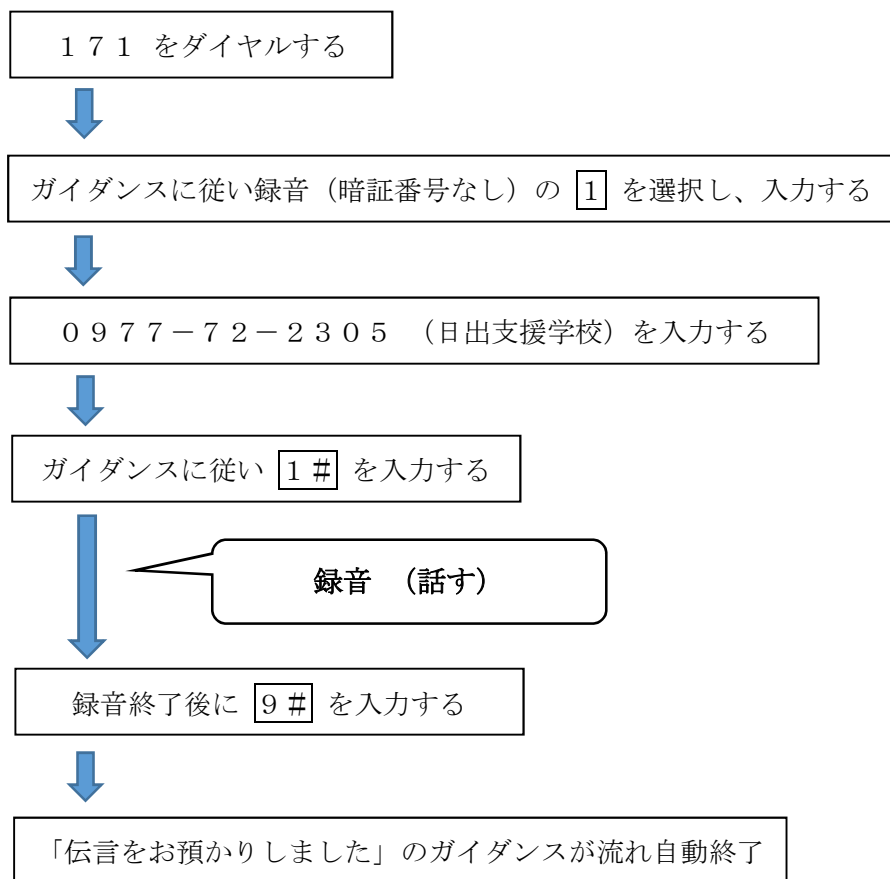 １７１ をダイヤルする
ガイダンスに従い録音（暗証番号なし）の １ を選択し、入力する
０９７７－７２－２３０５ （日出支援学校）を入力する
ガイダンスに従い １＃ を入力する
録音 （話す）
録音終了後に ９＃ を入力する
「伝言をお預かりしました」のガイダンスが流れ自動終了